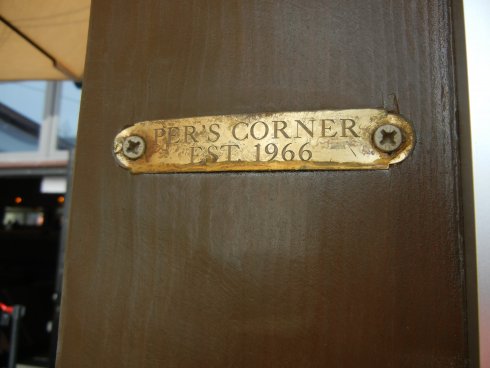 PER'S CORNER
EST. 1966